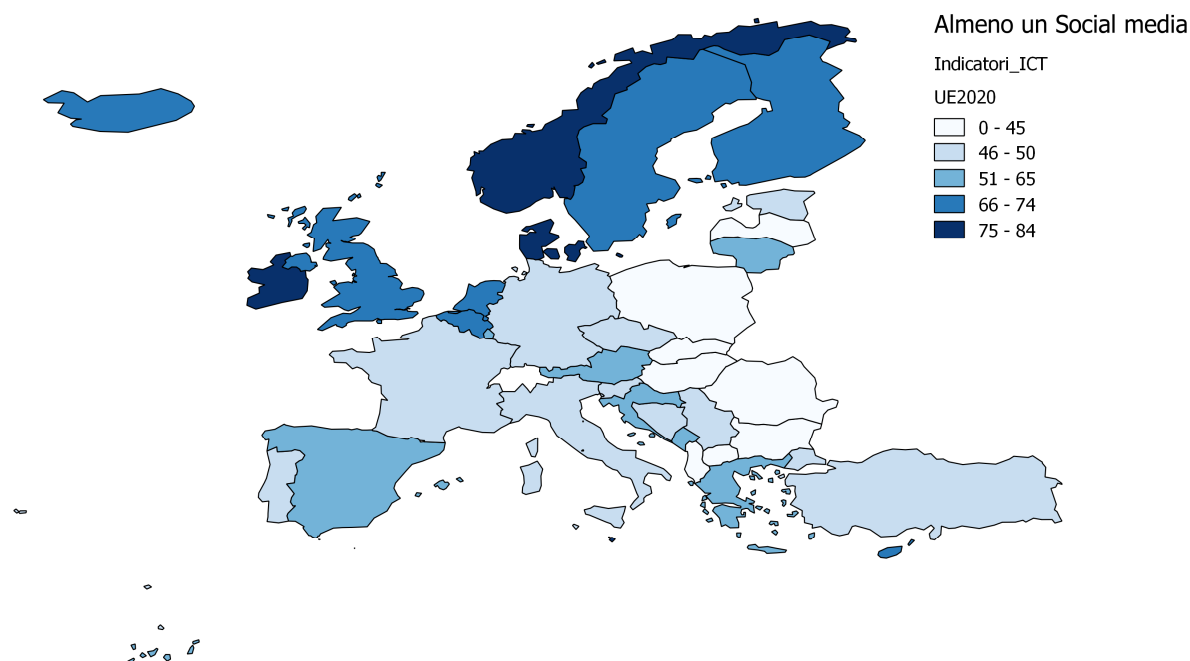 Almeno un Social media
Indicatori_ICT
UE2020
0 - 45
46 - 50
51 - 65
66 - 74
75 - 84